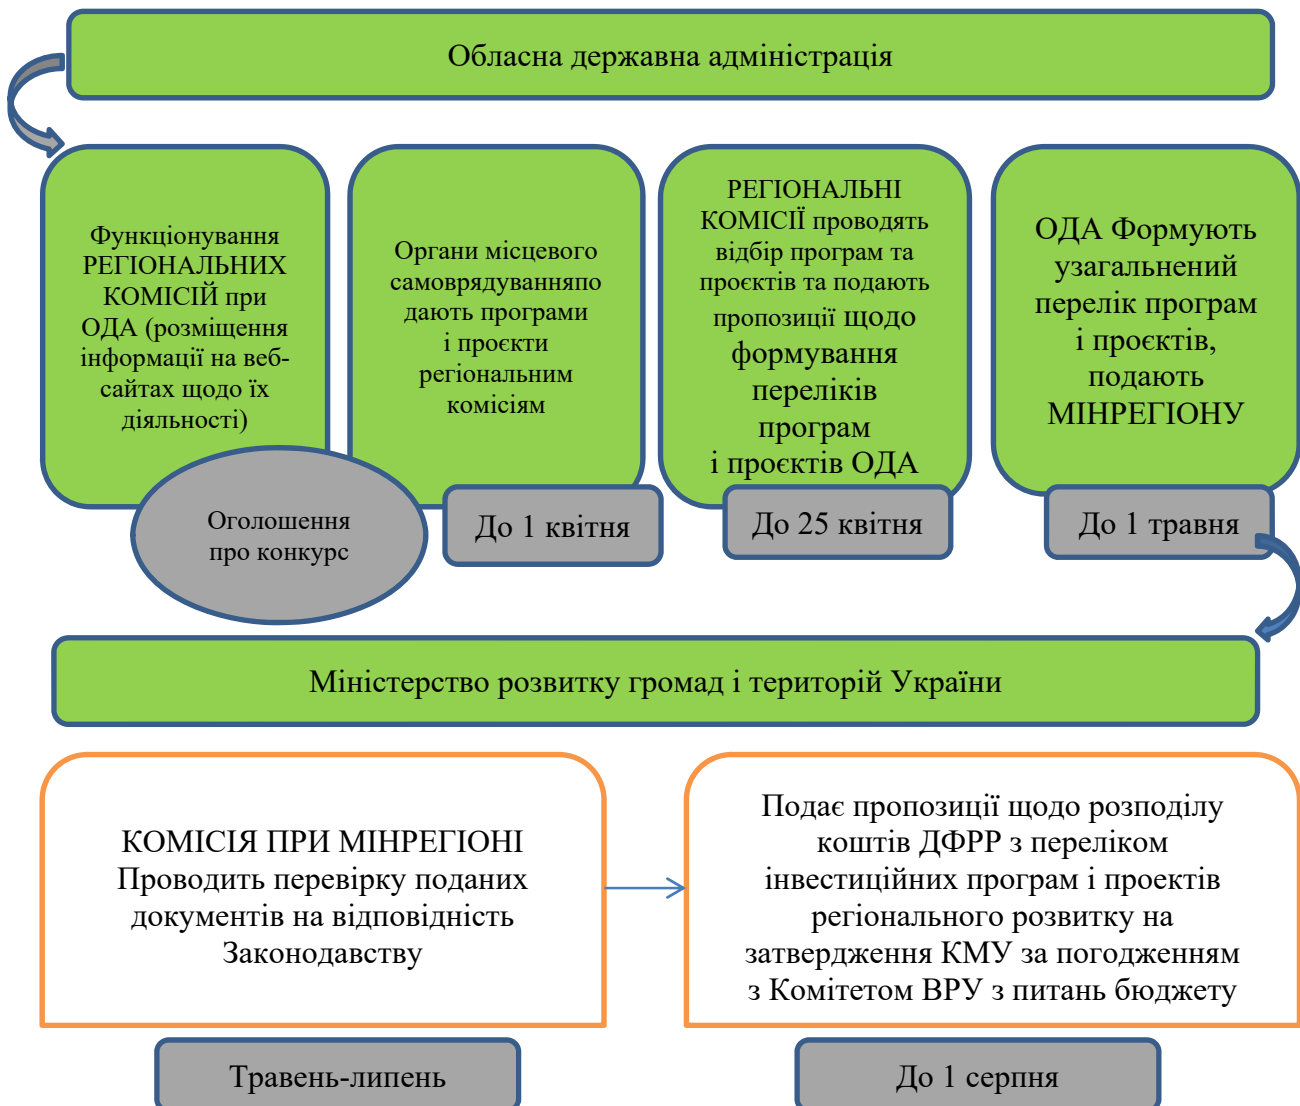 Обласна державна адміністрація
Функціонування
РЕГІОНАЛЬНИХ
КОМІСІЙ при
ОДА (розміщення
інформації на веб-
сайтах щодо їх
діяльності)
Оголошення
про конкурс
Органи місцевого
самоврядуванняпо
дають програми
і проєкти
регіональним
комісіям
До 1 квітня
РЕГІОНАЛЬНІ
КОМІСІЇ проводять
відбір програм та
проєктів та подають
пропозиції щодо
формування
переліків
програм
і проєктів ОДА
До 25 квітня
ОДА Формують
узагальнений
перелік програм
і проєктів,
подають
МІНРЕГІОНУ
До 1 травня
Міністерство розвитку громад і територій України
КОМІСІЯ ПРИ МІНРЕГІОНІ
Проводить перевірку поданих
документів на відповідність
Законодавству
Травень-липень
Подає пропозиції щодо розподілу
коштів ДФРР з переліком
інвестиційних програм і проектів
регіонального розвитку на
затвердження КМУ за погодженням
з Комітетом ВРУ з питань бюджету
До 1 серпня